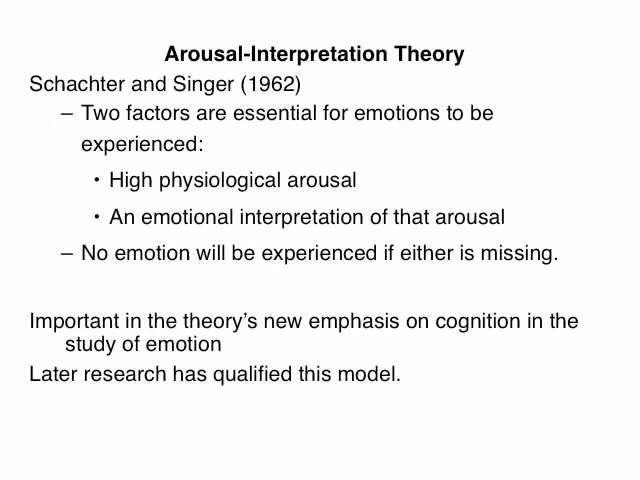 Arousal-Interpretation Theory
Schachter and Singer (1962)
– Two factors are essential for emotions to be
experienced:
• High physiological arousal
• An emotional interpretation of that arousal
– No emotion will be experienced if either is missing.
Important in the theory’s new emphasis on cognition in the
study of emotion
Later research has qualified this model.